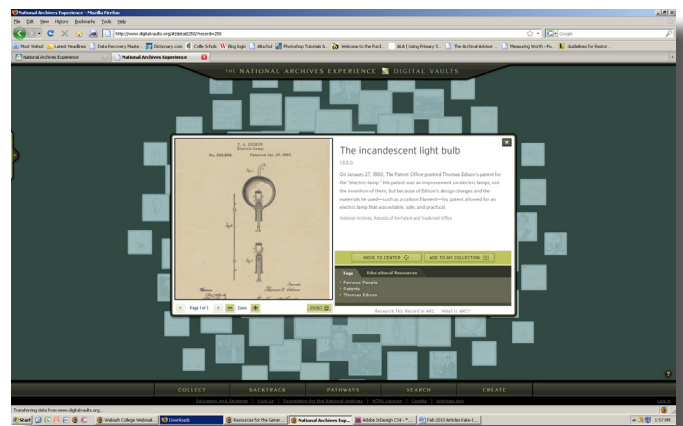 National Archives Experience - Mozilla Firefox
File Edit View History Bookmarks Tools Help
http://www.digitalvaults.org/#/detail/250/?record=250
Google
Most Visited Latest Headlines Data Recovery Maste... Dictionary.com Cellis Schols Wing login Altschul Photoshop Tutorials &... Welcome to the Purd... ALA | Using Primary S... The Archival Advisor - ... Measuring Worth - Pu... Guidelines for Restor...
National Archives Experience National Archives Experience
THE NATIONAL ARCHIVES EXPERIENCE DIGITAL VAULTS
T. A. EDISON.
Electric-Lamp.
No. 223,898. Patented Jan. 27, 1880.
The incandescent light bulb
1880
On January 27, 1880, The Patent Office granted Thomas Edison's patent for
the "electric-lamp." His patent was an improvement on electric lamps, not
the invention of them, but because of Edison's design changes and the
materials he used—such as a carbon filament—his patent allowed for an
electric lamp that was reliable, safe, and practical.
National Archives, Records of the Patent and Trademark Office
MOVE TO CENTER ADD TO MY COLLECTION
Tags Educational Resources
Famous People
Patents
Thomas Edison
Page 1 of 1 Zoom PRINT
Research this Record in ARC What is ARC?
COLLECT BACKTRACK PATHWAYS SEARCH CREATE
Educators and Students | Visit Us | Foundation for the National Archives | HTML Version | Credits | Archives.gov
Log in
Transferring data from www.digitalvaults.org...
Start Wabash College Webmail... Downloads Resources for the Gener... National Archives Exp... Adobe InDesign CS4 - *... Feb 2010 Articles Katie-1... 1:57 PM